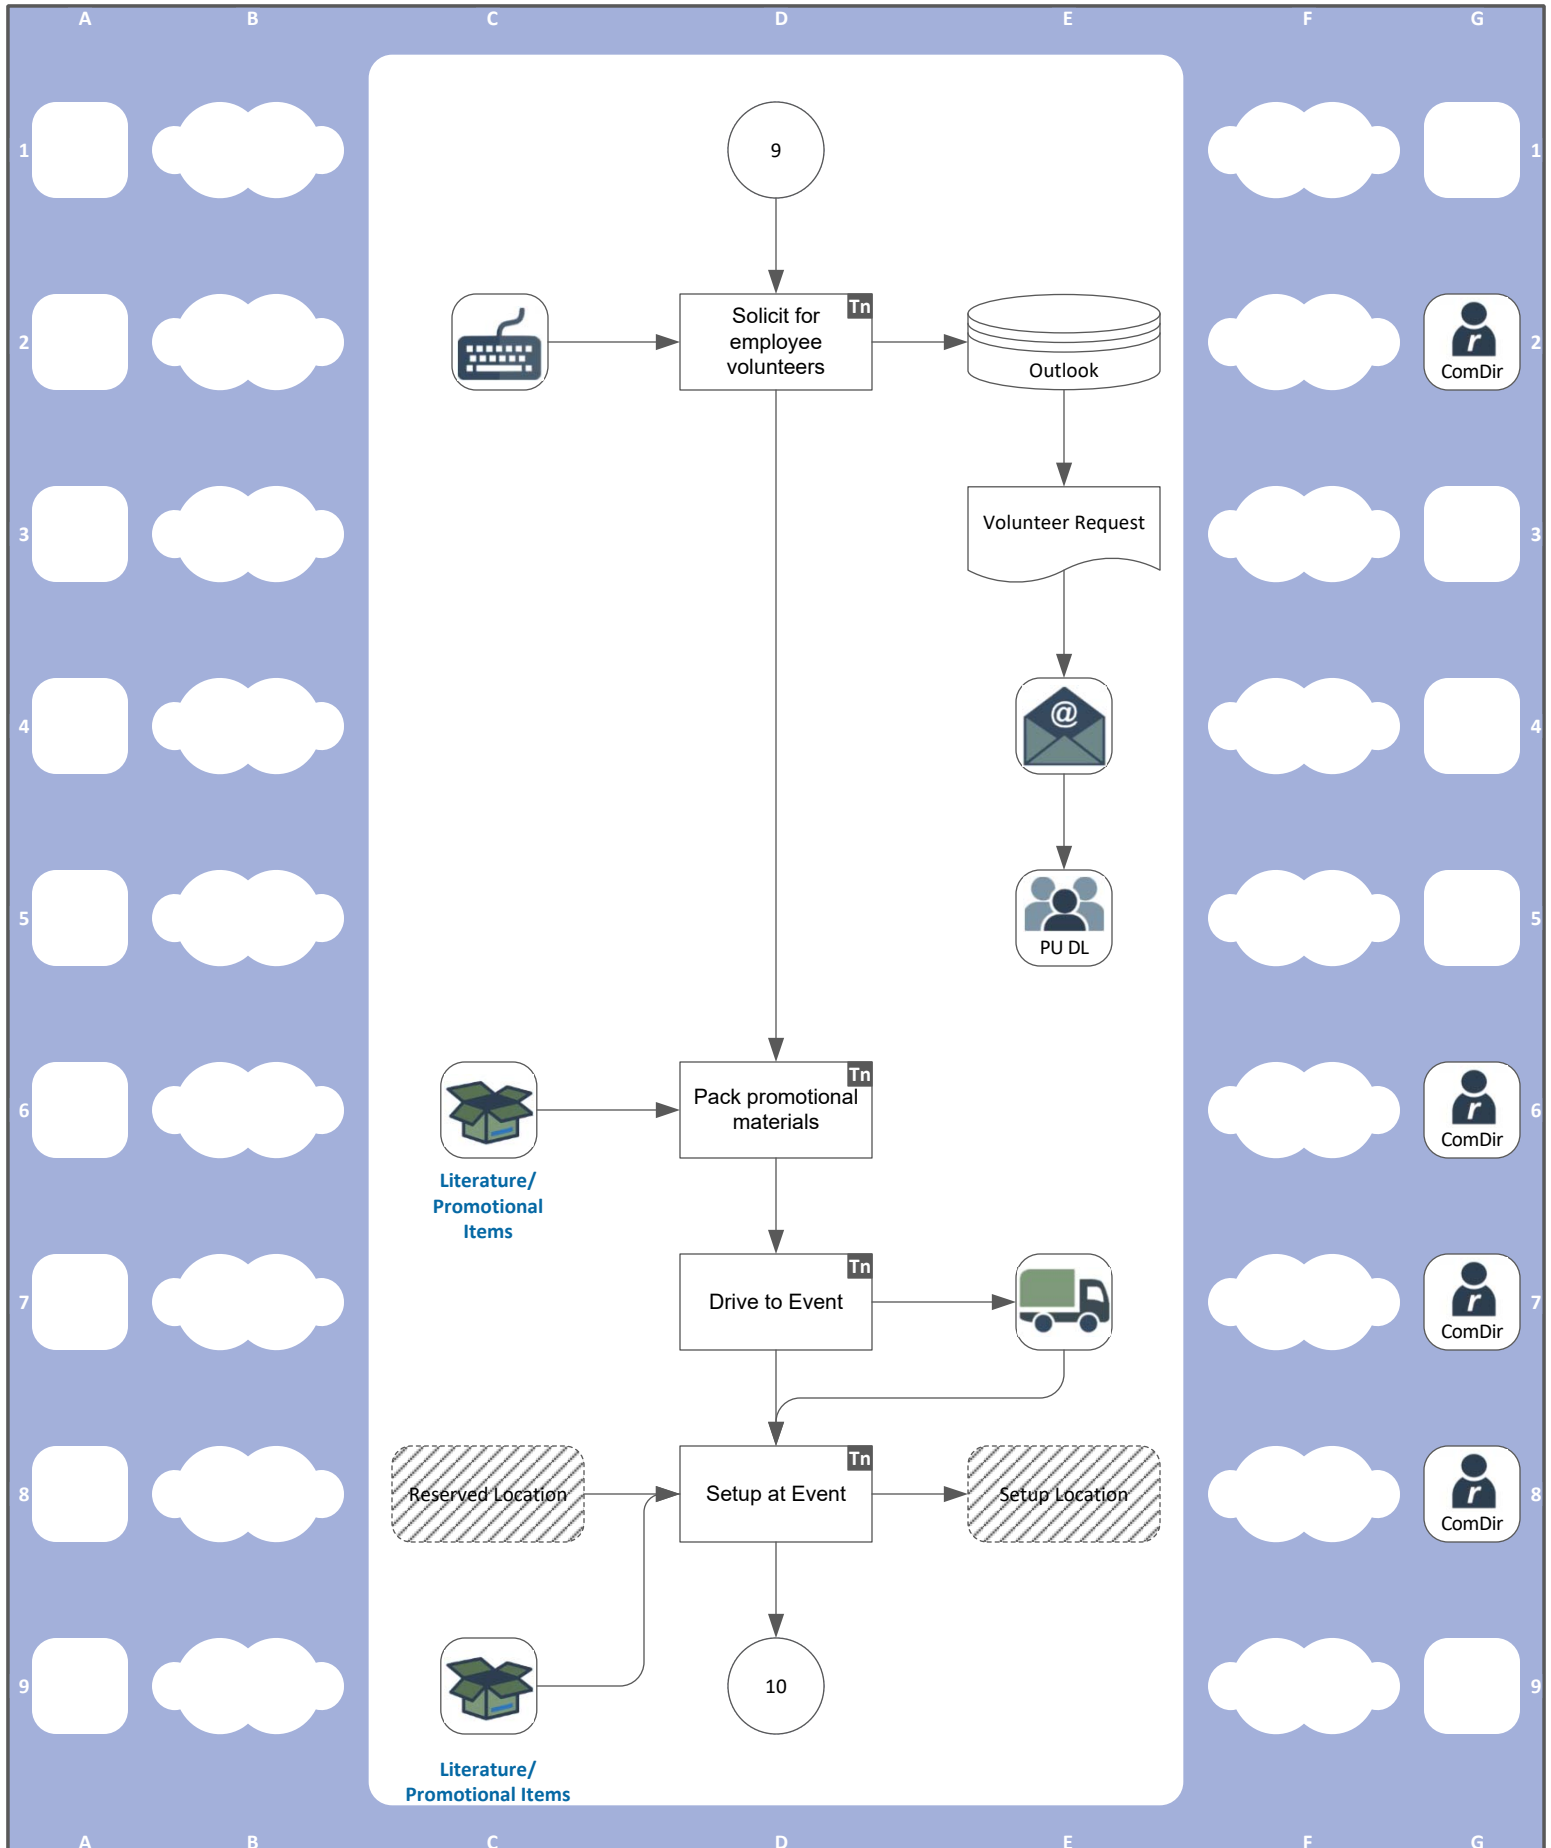 A B C D E F G
1 9 1
2 Solicit for
employee
volunteers
Tn
Outlook
r
ComDir
2
3 Volunteer Request 3
4 @ 4
5 PU DL 5
6 Pack promotional
materials
Tn
r
ComDir
6
Literature/
Promotional
Items
7 Drive to Event
Tn
r
ComDir
7
8 Reserved Location
Setup at Event
Tn
Setup Location
r
ComDir
8
9 10 9
Literature/
Promotional Items
A B C D E F G